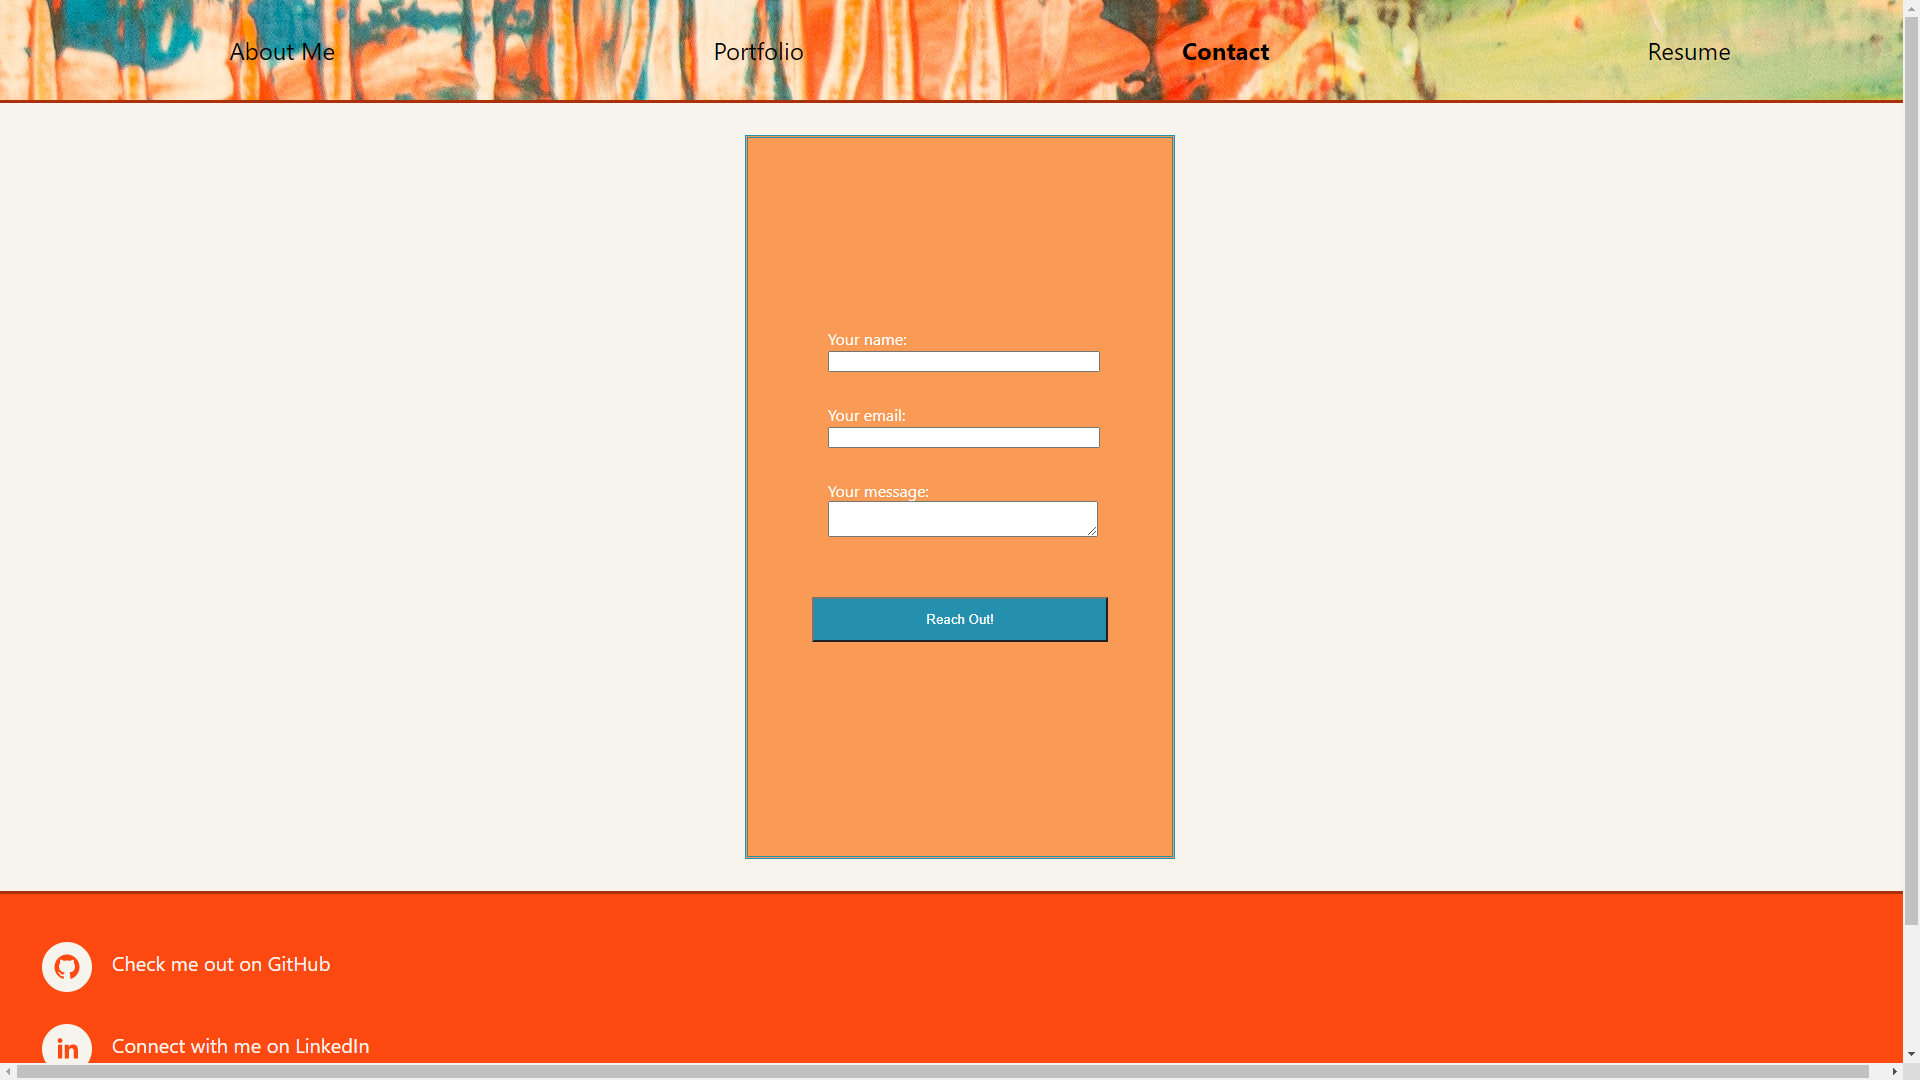 About Me
Portfolio
Contact
Resume
Your name:
Your email:
Your message:
Reach Out!
Check me out on GitHub
in
Connect with me on LinkedIn